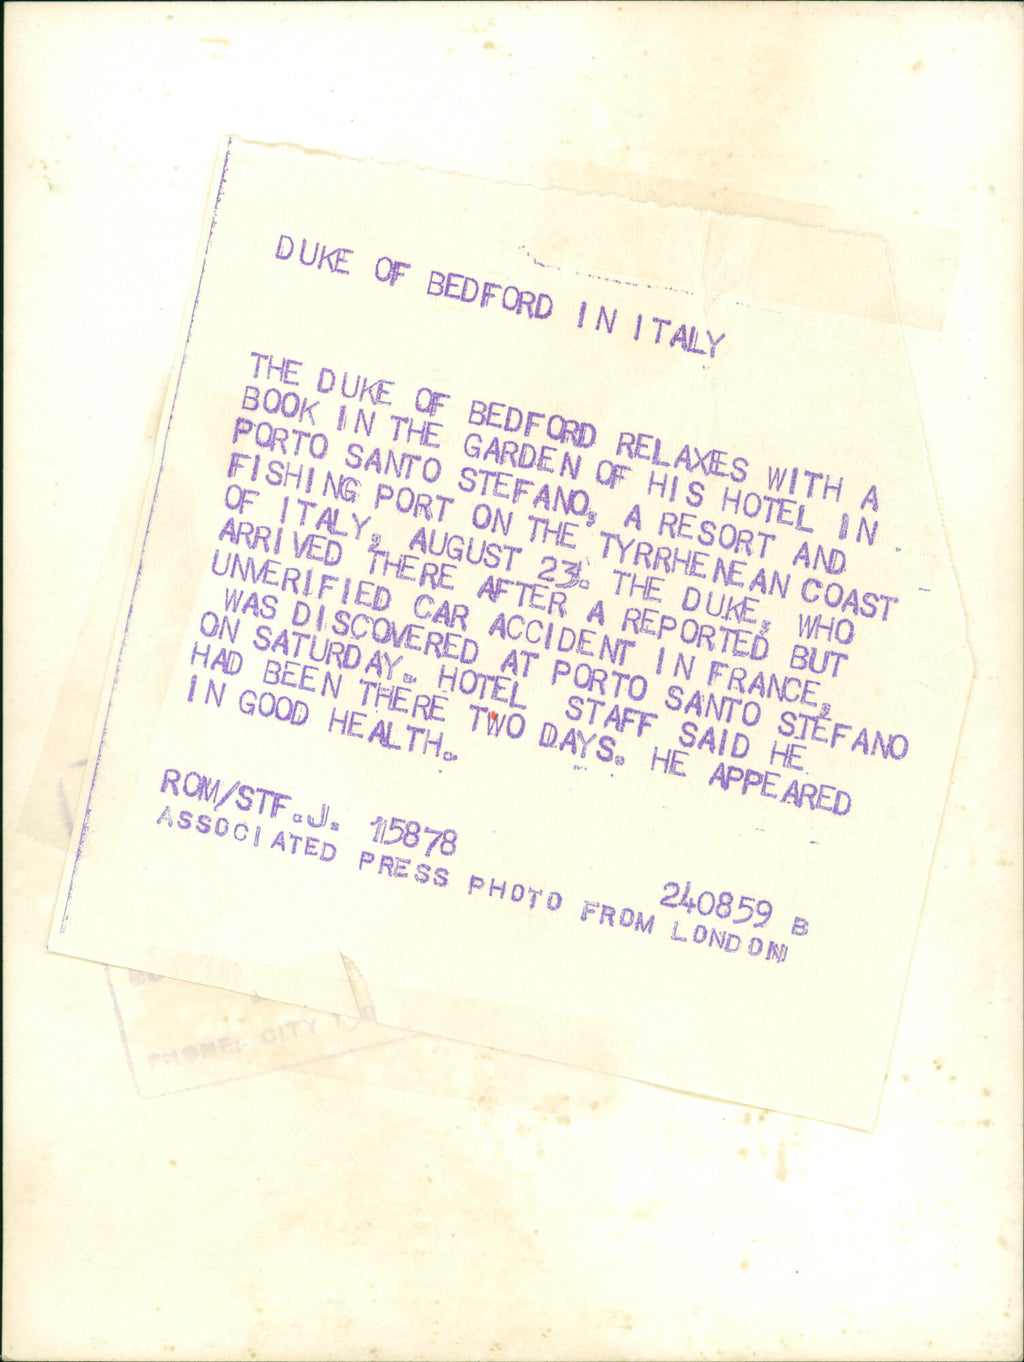 DUKE OF BEDFORD IN ITALY
THE DUKE OF BEDFORD RELAXES WITH A
BOOK IN THE GARDEN OF HIS HOTEL IN
PORTO SANTO STEFANO, A RESORT AND
FISHING PORT ON THE TYRRHENEAN COAST
OF ITALY, AUGUST 23. THE DUKE, WHO
ARRIVED THERE AFTER A REPORTED BUT
UNVERIFIED CAR ACCIDENT IN FRANCE,
WAS DISCOVERED AT PORTO SANTO STEFANO
ON SATURDAY. HOTEL STAFF SAID HE
HAD BEEN THERE TWO DAYS. HE APPEARED
IN GOOD HEALTH.
ROM/STF.J. 15878
240859 B
ASSOCIATED PRESS PHOTO FROM LONDON
PHONE:- CITY